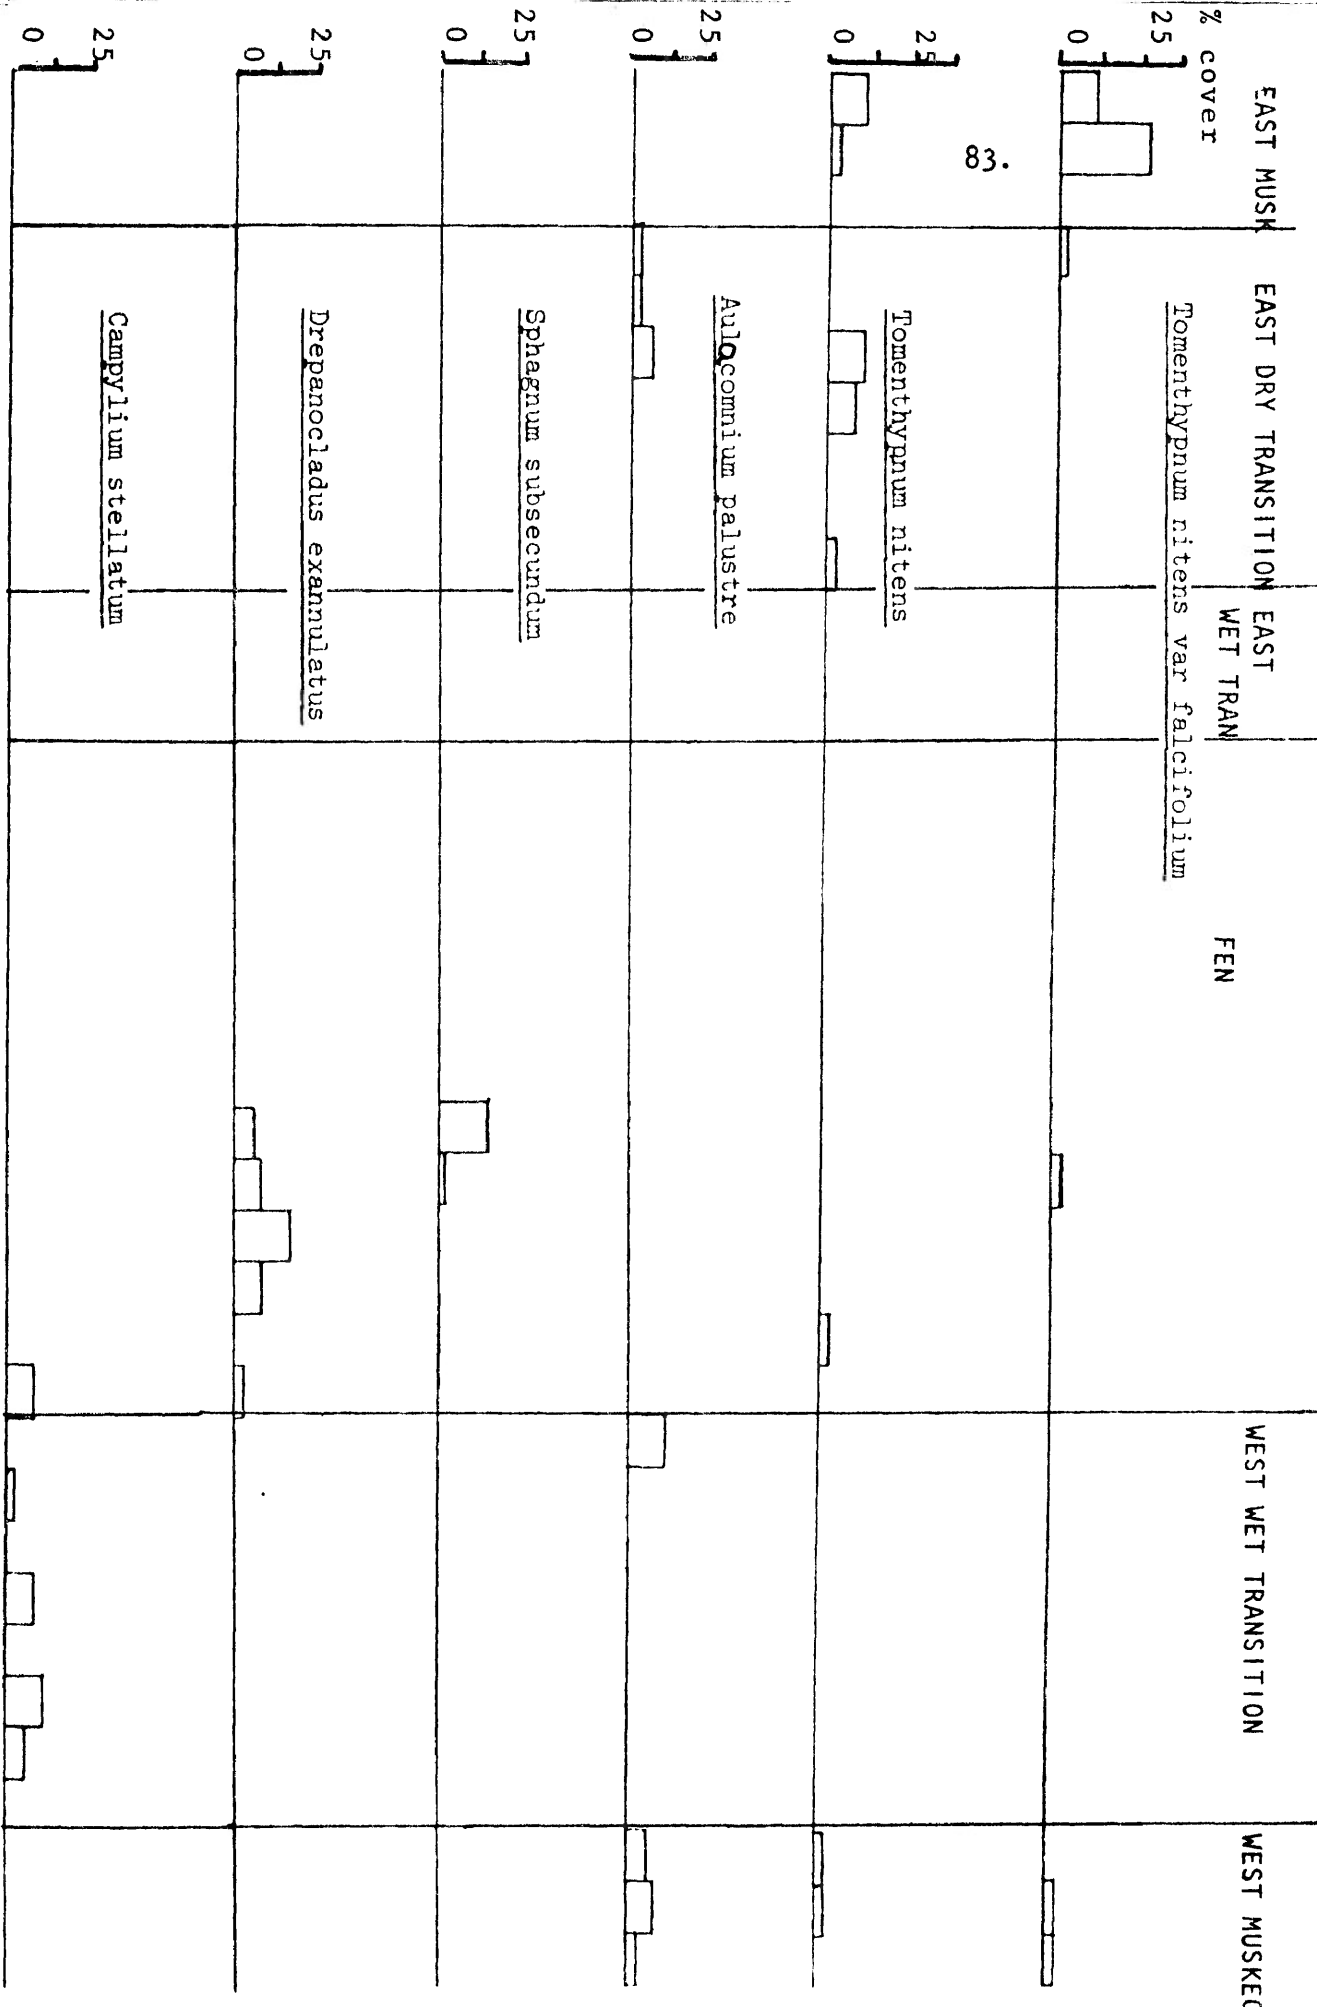 EAST MUSK EAST DRY TRANSITION EAST WET TRAN FEN WEST WET TRANSITION WEST MUSKEG
% cover
25
0
Tomenthypnum nitens var falcifolium
83.
25
0
Tomenthypnum nitens
25
0
Aulacomnium palustre
25
0
Sphagnum subsecundum
25
0
Drepanocladus exannulatus
25
0
Campylium stellatum